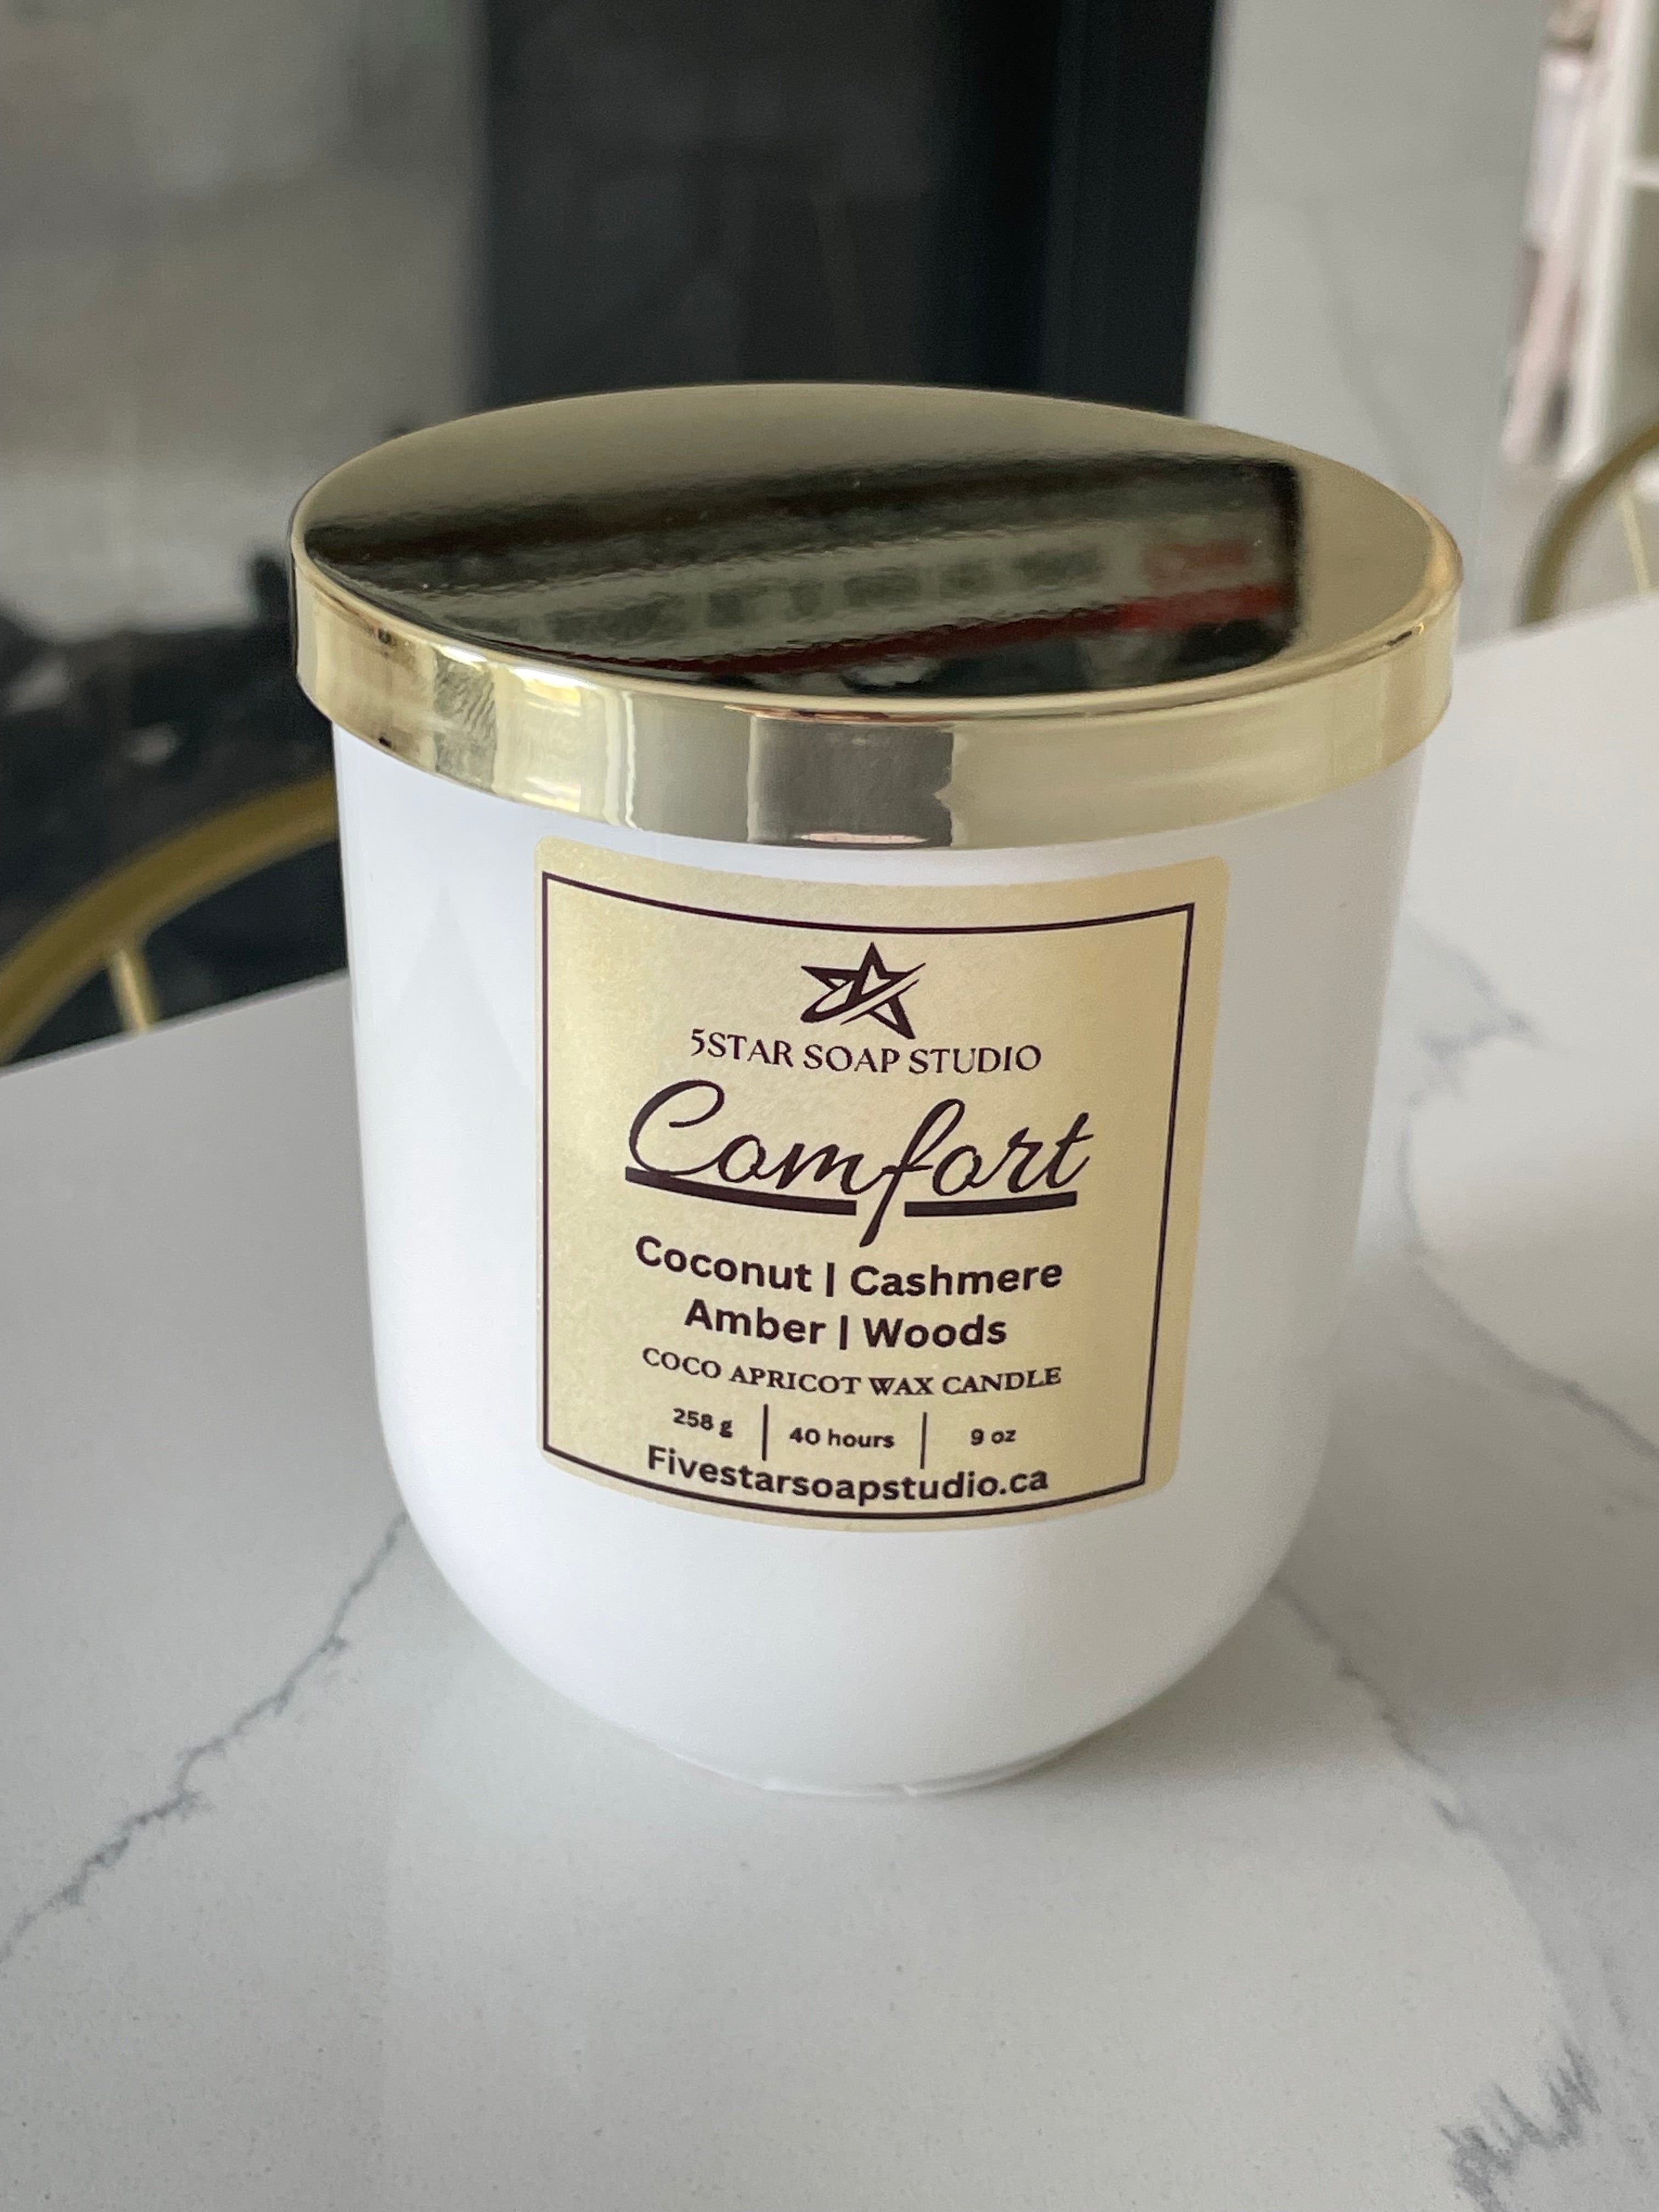 5STAR SOAP STUDIO
Comfort
Coconut | Cashmere
Amber | Woods
COCO APRICOT WAX CANDLE
258 g | 40 hours | 9 oz
Fivestarsoapstudio.ca